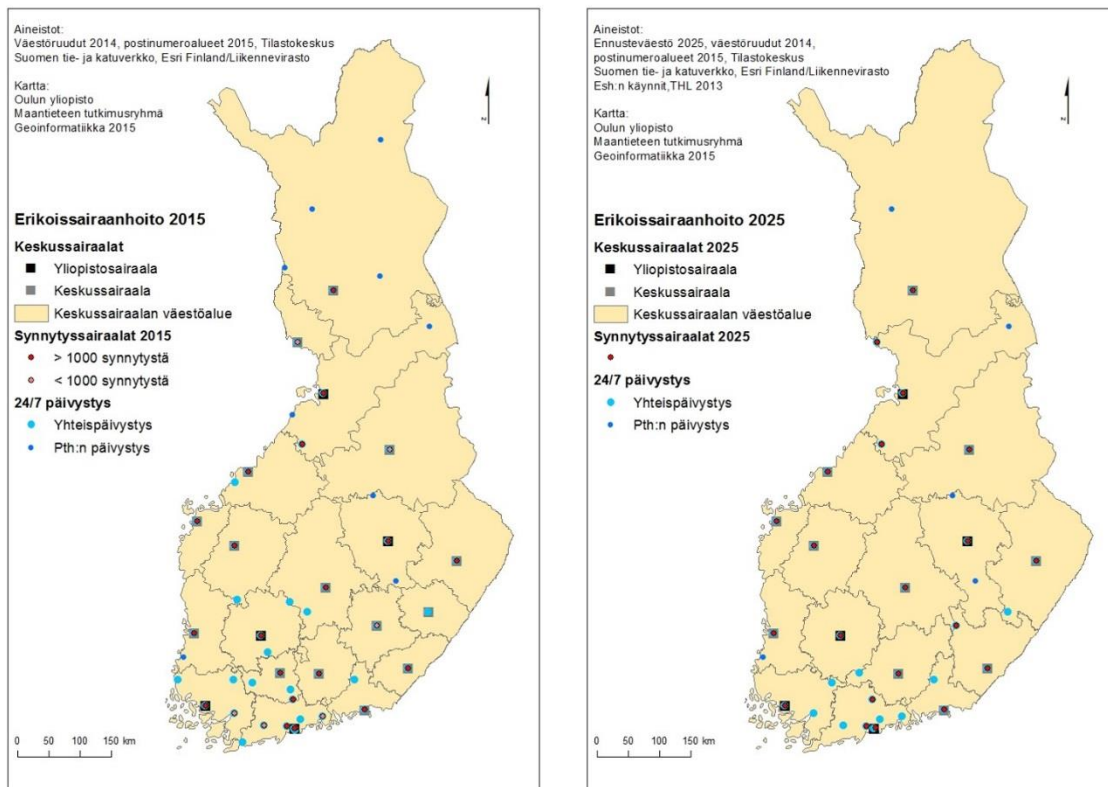 Aineistot:
Väestöruudut 2014, postinumeroalueet 2015, Tilastokeskus
Suomen tie- ja katuverkko, Esri Finland/Liikennevirasto
Kartta:
Oulun yliopisto
Maantieteen tutkimusryhmä
Geoinformatiikka 2015
Erikoissairaanhoito 2015
Keskussairaalat
Yliopistosairaala
Keskussairaala
Keskussairaalan väestöalue
Synnytyssairaalat 2015
> 1000 synnytystä
< 1000 synnytystä
24/7 päivystys
Yhteispäivystys
Pth:n päivystys
0 50 100 150 km
Aineistot:
Ennusteväestö 2025, väestöruudut 2014,
postinumeroalueet 2015, Tilastokeskus
Suomen tie- ja katuverkko, Esri Finland/Liikennevirasto
Esh:n käynnit,THL 2013
Kartta:
Oulun yliopisto
Maantieteen tutkimusryhmä
Geoinformatiikka 2015
Erikoissairaanhoito 2025
Keskussairaalat 2025
Yliopistosairaala
Keskussairaala
Keskussairaalan väestöalue
Synnytyssairaalat 2025
24/7 päivystys
Yhteispäivystys
Pth:n päivystys
0 50 100 150 km